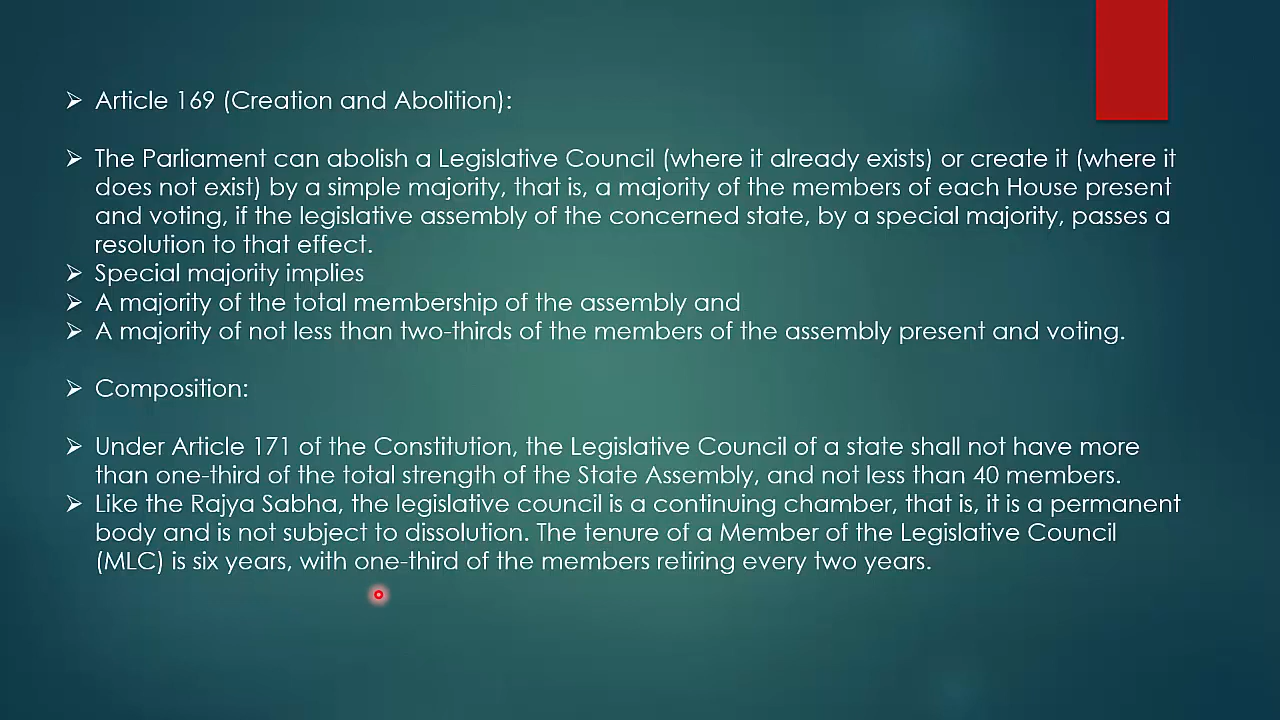 ➢ Article 169 (Creation and Abolition):
➢ The Parliament can abolish a Legislative Council (where it already exists) or create it (where it
does not exist) by a simple majority, that is, a majority of the members of each House present
and voting, if the legislative assembly of the concerned state, by a special majority, passes a
resolution to that effect.
➢ Special majority implies
➢ A majority of the total membership of the assembly and
➢ A majority of not less than two-thirds of the members of the assembly present and voting.
➢ Composition:
➢ Under Article 171 of the Constitution, the Legislative Council of a state shall not have more
than one-third of the total strength of the State Assembly, and not less than 40 members.
➢ Like the Rajya Sabha, the legislative council is a continuing chamber, that is, it is a permanent
body and is not subject to dissolution. The tenure of a Member of the Legislative Council
(MLC) is six years, with one-third of the members retiring every two years.